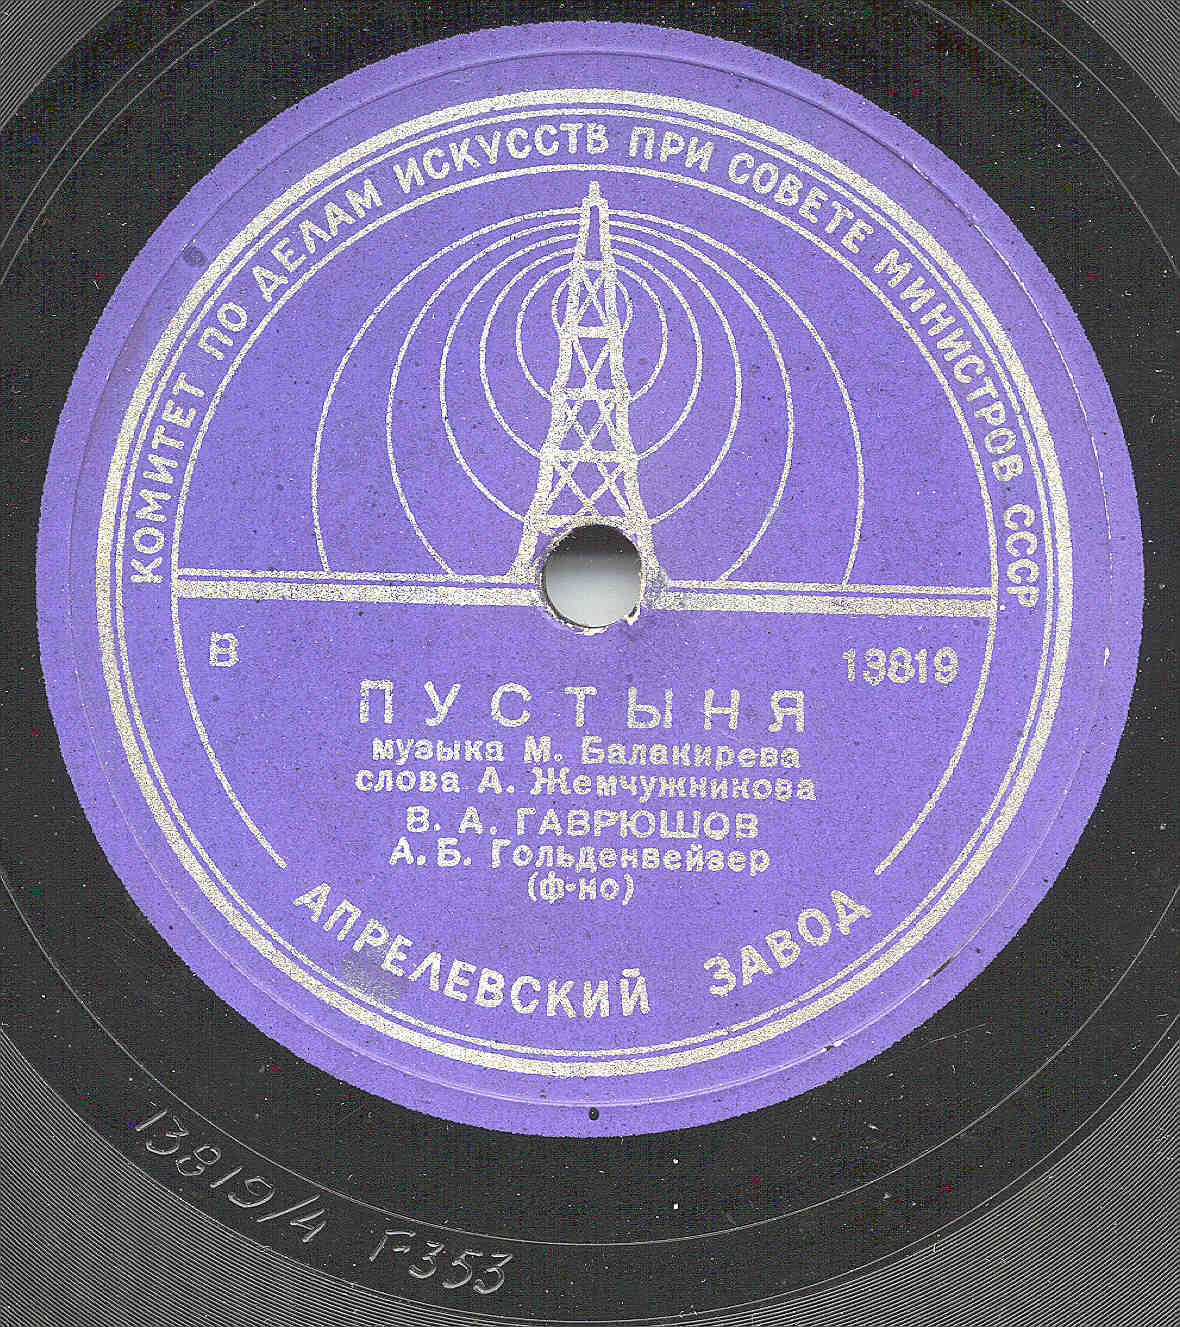 КОМИТЕТ ПО ДЕЛАМ ИСКУССТВ ПРИ СОВЕТЕ МИНИСТРОВ СССР
В 13819
ПУСТЫНЯ
музыка М. Балакирева
слова А. Жемчужникова
В. А. ГАВРЮШОВ
А. Б. Гольденвейзер
(ф-но)
АПРЕЛЕВСКИЙ ЗАВОД
13819/4 Г-353